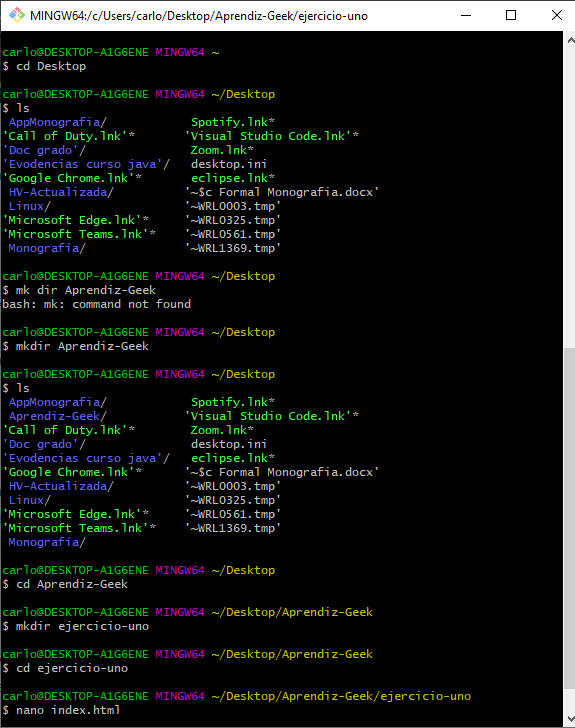 MINGW64:/c/Users/carlo/Desktop/Aprendiz-Geek/ejercicio-uno
carlo@DESKTOP-A1G6ENE MINGW64 ~
$ cd Desktop
carlo@DESKTOP-A1G6ENE MINGW64 ~/Desktop
$ ls
AppMonografia/ Spotify.lnk*
'Call of Duty.lnk'* 'Visual Studio Code.lnk'*
'Doc grado'/ Zoom.lnk*
'Evodencias curso java'/ desktop.ini
'Google Chrome.lnk'* eclipse.lnk*
HV-Actualizada/ '~$c Formal Monografia.docx'
Linux/ '~WRL0003.tmp'
'Microsoft Edge.lnk'* '~WRL0325.tmp'
'Microsoft Teams.lnk'* '~WRL0561.tmp'
Monografía/ '~WRL1369.tmp'
carlo@DESKTOP-A1G6ENE MINGW64 ~/Desktop
$ mk dir Aprendiz-Geek
bash: mk: command not found
carlo@DESKTOP-A1G6ENE MINGW64 ~/Desktop
$ mkdir Aprendiz-Geek
carlo@DESKTOP-A1G6ENE MINGW64 ~/Desktop
$ ls
AppMonografia/ Spotify.lnk*
Aprendiz-Geek/ 'Visual Studio Code.lnk'*
'Call of Duty.lnk'* Zoom.lnk*
'Doc grado'/ desktop.ini
'Evodencias curso java'/ eclipse.lnk*
'Google Chrome.lnk'* '~$c Formal Monografia.docx'
HV-Actualizada/ '~WRL0003.tmp'
Linux/ '~WRL0325.tmp'
'Microsoft Edge.lnk'* '~WRL0561.tmp'
'Microsoft Teams.lnk'* '~WRL1369.tmp'
Monografía/
carlo@DESKTOP-A1G6ENE MINGW64 ~/Desktop
$ cd Aprendiz-Geek
carlo@DESKTOP-A1G6ENE MINGW64 ~/Desktop/Aprendiz-Geek
$ mkdir ejercicio-uno
carlo@DESKTOP-A1G6ENE MINGW64 ~/Desktop/Aprendiz-Geek
$ cd ejercicio-uno
carlo@DESKTOP-A1G6ENE MINGW64 ~/Desktop/Aprendiz-Geek/ejercicio-uno
$ nano index.html